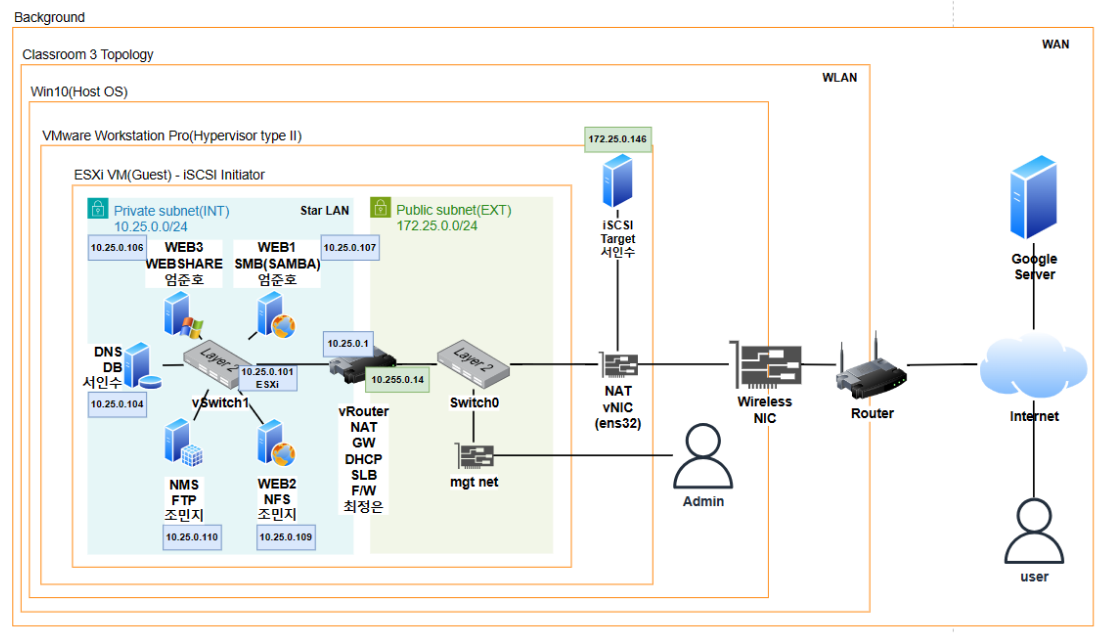 Background
WAN
Classroom 3 Topology
WLAN
Win10(Host OS)
VMware Workstation Pro(Hypervisor type II)
172.25.0.146
ESXi VM(Guest) - iSCSI Initiator
Private subnet(INT)
10.25.0.0/24
Star LAN
Public subnet(EXT)
172.25.0.0/24
10.25.0.106
WEB3
WEBSHARE
엄준호
WEB1
SMB(SAMBA)
엄준호
10.25.0.107
iSCSI
Target
서인수
Google
Server
DNS
DB
서인수
10.25.0.104
Layer 2
vSwitch1
10.25.0.101
ESXi
10.25.0.1
10.255.0.14
vRouter
NAT
GW
DHCP
SLB
F/W
최정은
Layer 2
Switch0
mgt net
NAT
vNIC
(ens32)
Wireless
NIC
Router
Internet
Admin
NMS
FTP
조민지
10.25.0.110
WEB2
NFS
조민지
10.25.0.109
user